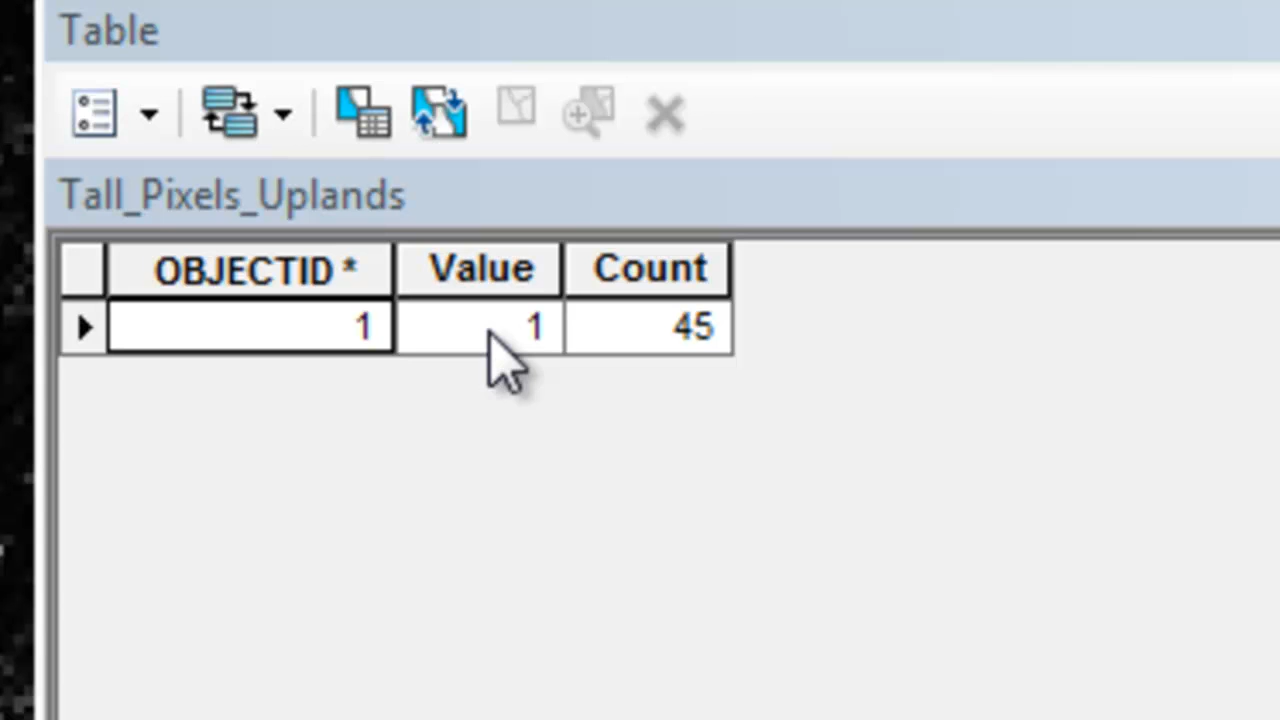 Table
Tall_Pixels_Uplands
OBJECTID * Value Count
1 1 45